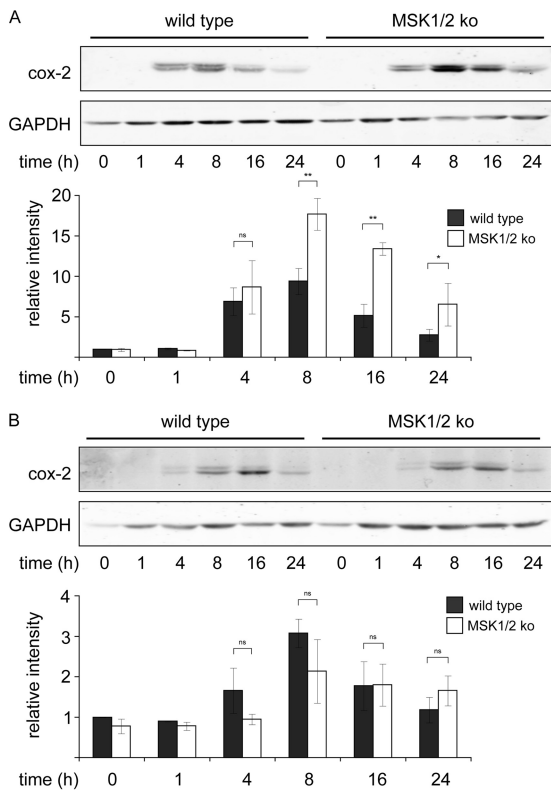 A
wild type MSK1/2 ko
cox-2
GAPDH
time (h) 0 1 4 8 16 24 0 1 4 8 16 24
relative intensity
20
15
10
5
ns
**
**
*
wild type
MSK1/2 ko
time (h) 0 1 4 8 16 24
B
wild type MSK1/2 ko
cox-2
GAPDH
time (h) 0 1 4 8 16 24 0 1 4 8 16 24
relative intensity
4
3
2
1
ns
ns
ns
ns
wild type
MSK1/2 ko
time (h) 0 1 4 8 16 24